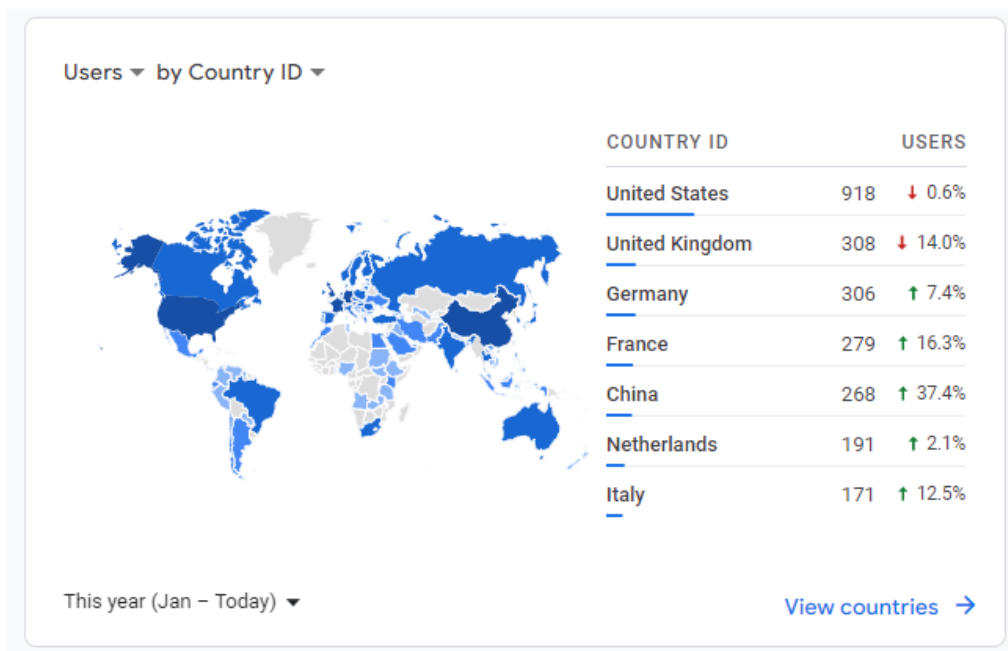 Users by Country ID
COUNTRY ID USERS
United States 918 ↓ 0.6%
United Kingdom 308 ↓ 14.0%
Germany 306 ↑ 7.4%
France 279 ↑ 16.3%
China 268 ↑ 37.4%
Netherlands 191 ↑ 2.1%
Italy 171 ↑ 12.5%
This year (Jan – Today)
View countries →